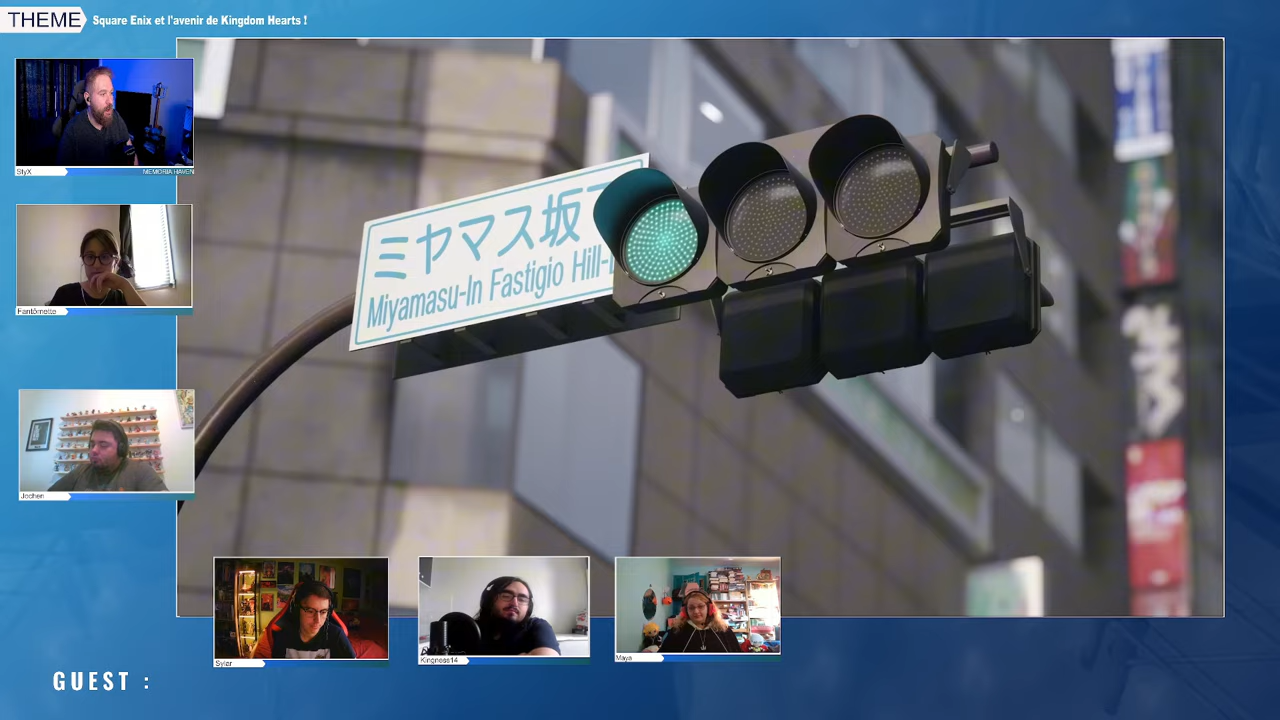 THEME
Square Enix et l'avenir de Kingdom Hearts !
StyX
MEMORIA HAVEN
Fantômette
Jochen
Sylar
Kingness14
Maya
ミヤマス坂
Miyamasu-In Fastigio Hill-
GUEST :